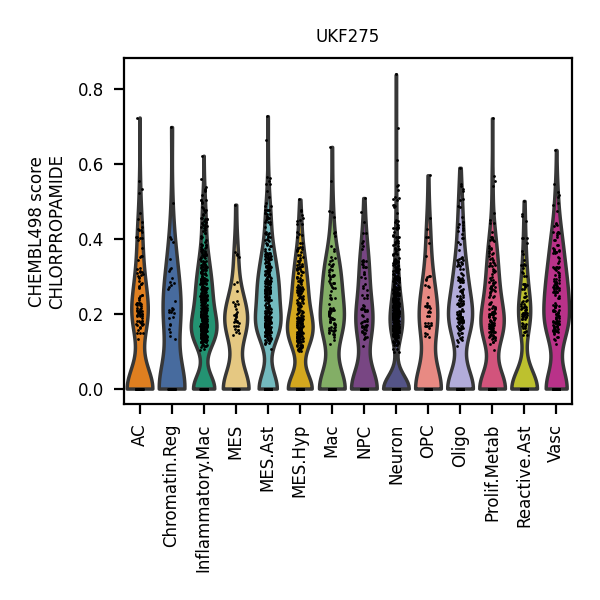 UKF275
CHEMBL498 score
CHLORPROPAMIDE
0.8
0.6
0.4
0.2
0.0
AC
Chromatin.Reg
Inflammatory.Mac
MES
MES.Ast
MES.Hyp
Mac
NPC
Neuron
OPC
Oligo
Prolif.Metab
Reactive.Ast
Vasc